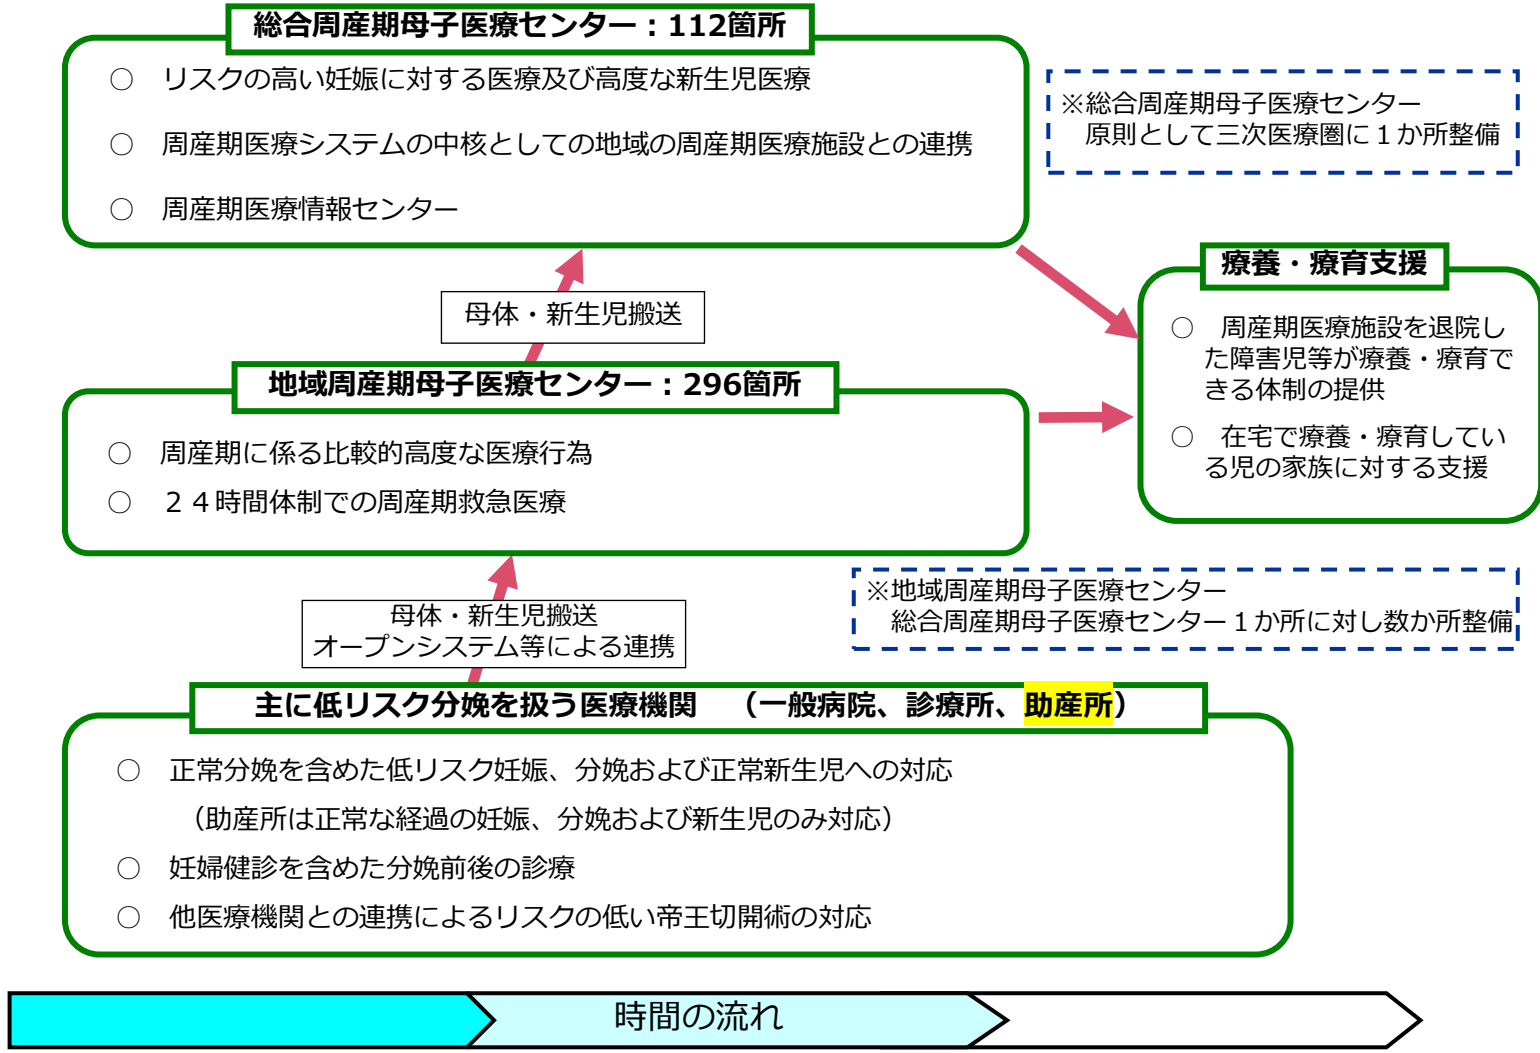 総合周産期母子医療センター：112箇所
○　リスクの高い妊娠に対する医療及び高度な新生児医療
○　周産期医療システムの中核としての地域の周産期医療施設との連携
○　周産期医療情報センター
※総合周産期母子医療センター
原則として三次医療圏に１か所整備
母体・新生児搬送
療養・療育支援
○　周産期医療施設を退院し
た障害児等が療養・療育で
きる体制の提供
○　在宅で療養・療育してい
る児の家族に対する支援
地域周産期母子医療センター：296箇所
○　周産期に係る比較的高度な医療行為
○　２４時間体制での周産期救急医療
※地域周産期母子医療センター
総合周産期母子医療センター１か所に対し数か所整備
母体・新生児搬送
オープンシステム等による連携
主に低リスク分娩を扱う医療機関　（一般病院、診療所、助産所）
○　正常分娩を含めた低リスク妊娠、分娩および正常新生児への対応
（助産所は正常な経過の妊娠、分娩および新生児のみ対応）
○　妊婦健診を含めた分娩前後の診療
○　他医療機関との連携によるリスクの低い帝王切開術の対応
時間の流れ